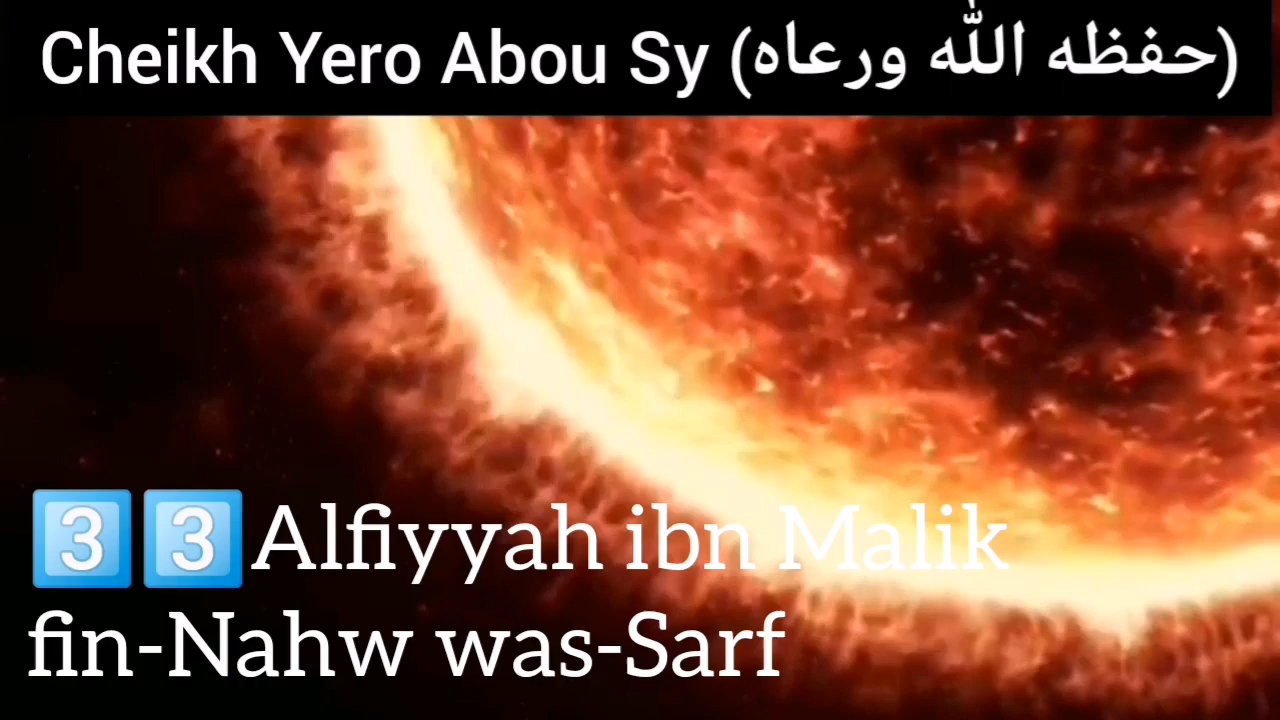 Cheikh Yero Abou Sy (حفظه الله ورعاه)
3️⃣3️⃣Alfiyyah ibn Malik
fin-Nahw was-Sarf